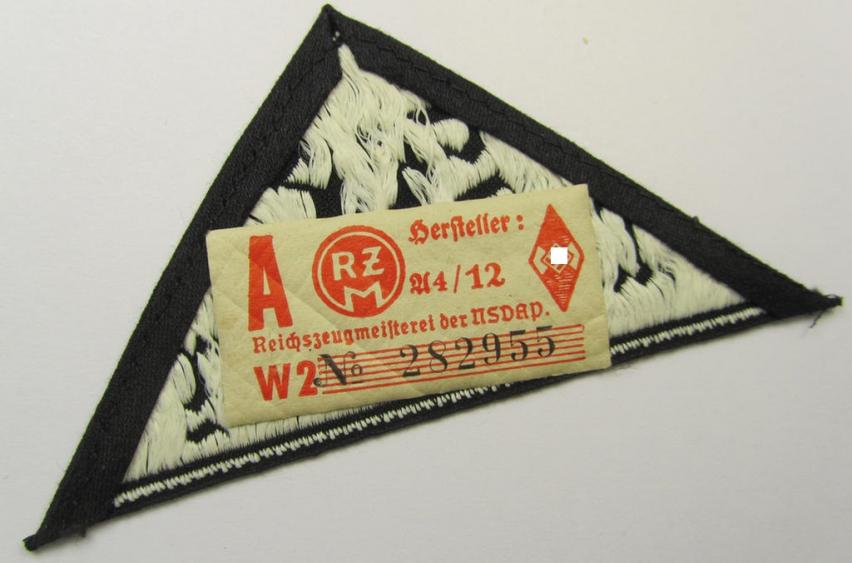 A RZM Hersteller:
A4/12
Reichszeugmeisterei der NSDAP.
W2 No 282955